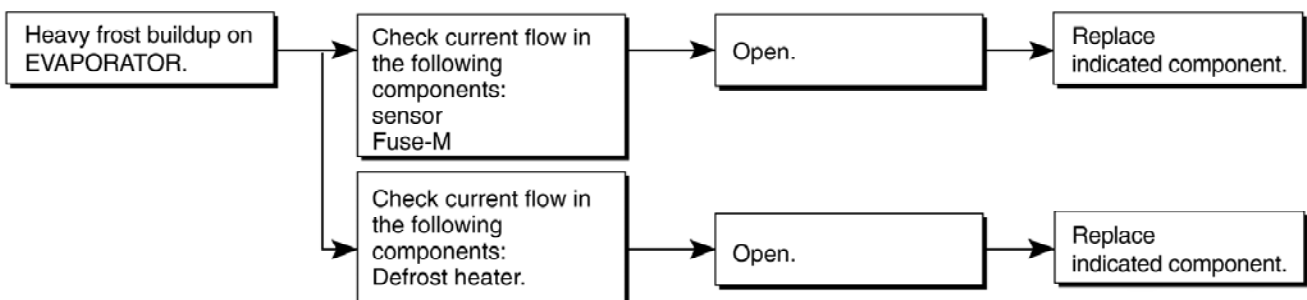 Heavy frost buildup on
EVAPORATOR.
Check current flow in
the following
components:
sensor
Fuse-M
Open.
Replace
indicated component.
Check current flow in
the following
components:
Defrost heater.
Open.
Replace
indicated component.